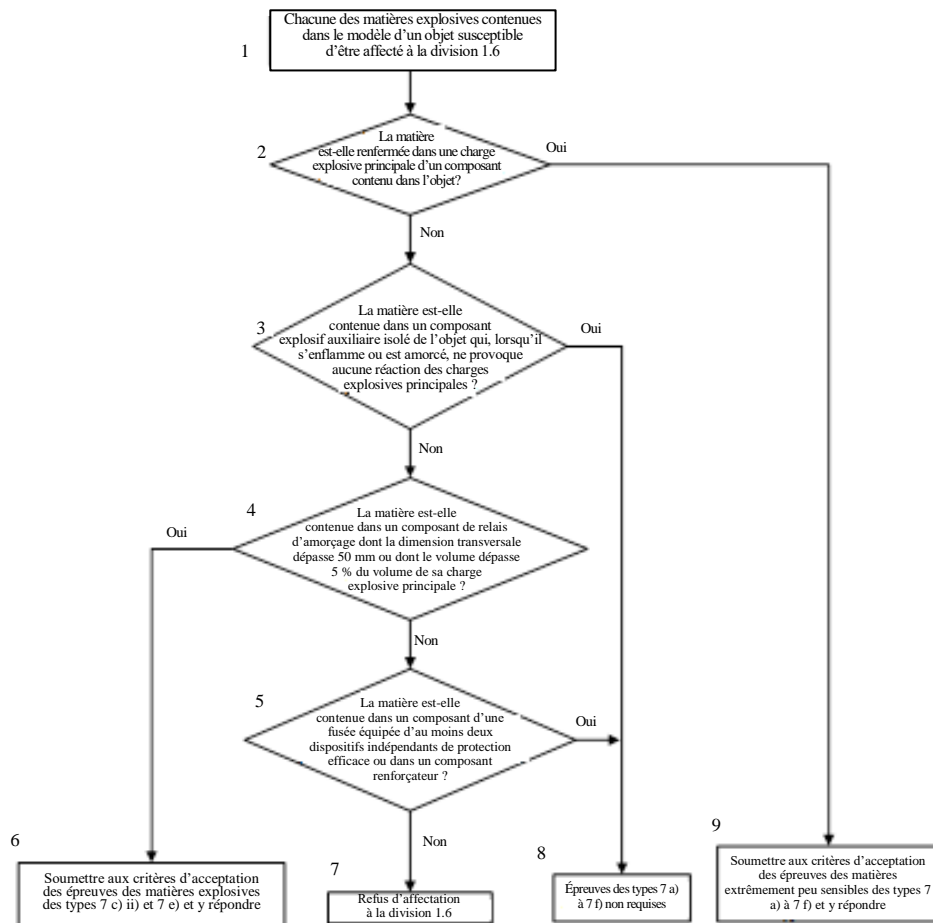 1
Chacune des matières explosives contenues
dans le modèle d’un objet susceptible
d’être affecté à la division 1.6
2
La matière
est-elle renfermée dans une charge
explosive principale d’un composant
contenu dans l’objet?
Oui
Non
3
La matière est-elle
contenue dans un composant
explosif auxiliaire isolé de l’objet qui, lorsqu’il
s’enflamme ou est amorcé, ne provoque
aucune réaction des charges
explosives principales ?
Oui
Non
4
La matière est-elle
contenue dans un composant de relais
d’amorçage dont la dimension transversale
dépasse 50 mm ou dont le volume dépasse
5 % du volume de sa charge
explosive principale ?
Oui
Non
5
La matière est-elle
contenue dans un composant d’une
fusée équipée d’au moins deux
dispositifs indépendants de protection
efficace ou dans un composant
renforçateur ?
Oui
Non
6
Soumettre aux critères d’acceptation
des épreuves des matières explosives
des types 7 c) ii) et 7 e) et y répondre
7
Refus d’affectation
à la division 1.6
8
Épreuves des types 7 a)
à 7 f) non requises
9
Soumettre aux critères d’acceptation
des épreuves des matières
extrêmement peu sensibles des types 7
a) à 7 f) et y répondre